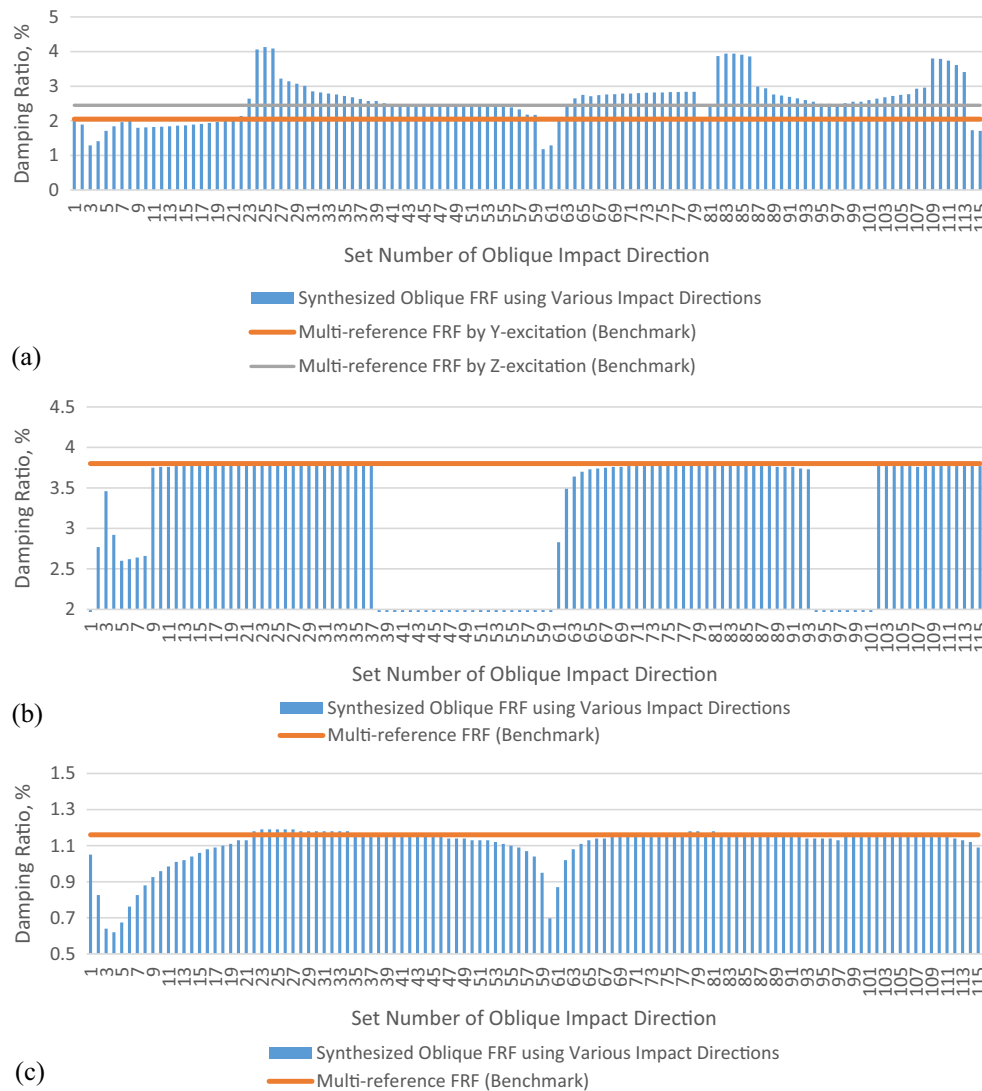 Damping Ratio, %
5
4
3
2
1
0
1 3 5 7 9 11 13 15 17 19 21 23 25 27 29 31 33 35 37 39 41 43 45 47 49 51 53 55 57 59 61 63 65 67 69 71 73 75 77 79 81 83 85 87 89 91 93 95 97 99 101 103 105 107 109 111 113 115
Set Number of Oblique Impact Direction
Synthesized Oblique FRF using Various Impact Directions
Multi-reference FRF by Y-excitation (Benchmark)
Multi-reference FRF by Z-excitation (Benchmark)
(a)
Damping Ratio, %
4.5
4
3.5
3
2.5
2
1 3 5 7 9 11 13 15 17 19 21 23 25 27 29 31 33 35 37 39 41 43 45 47 49 51 53 55 57 59 61 63 65 67 69 71 73 75 77 79 81 83 85 87 89 91 93 95 97 99 101 103 105 107 109 111 113 115
Set Number of Oblique Impact Direction
Synthesized Oblique FRF using Various Impact Directions
Multi-reference FRF (Benchmark)
(b)
Damping Ratio, %
1.5
1.3
1.1
0.9
0.7
0.5
1 3 5 7 9 11 13 15 17 19 21 23 25 27 29 31 33 35 37 39 41 43 45 47 49 51 53 55 57 59 61 63 65 67 69 71 73 75 77 79 81 83 85 87 89 91 93 95 97 99 101 103 105 107 109 111 113 115
Set Number of Oblique Impact Direction
Synthesized Oblique FRF using Various Impact Directions
Multi-reference FRF (Benchmark)
(c)